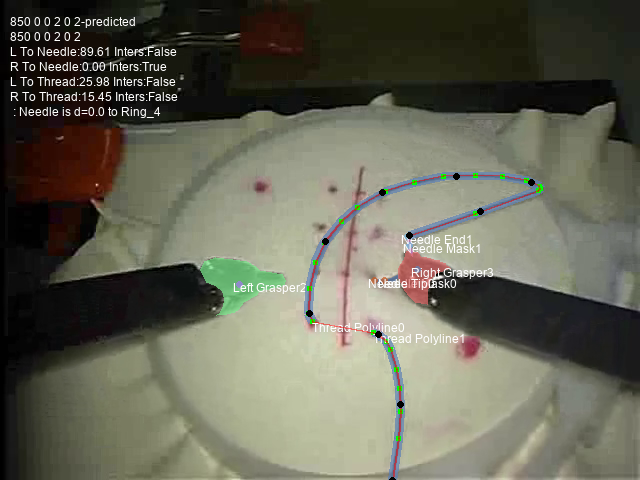 850 0 0 2 0 2-predicted
850 0 0 2 0 2
L To Needle:89.61 Inters:False
R To Needle:0.00 Inters:True
L To Thread:25.98 Inters:False
R To Thread:15.45 Inters:False
: Needle is d=0.0 to Ring_4
Needle End1
Needle Mask1
Right Grasper3
Left Grasper2
Thread Polyline0
Thread Polyline1